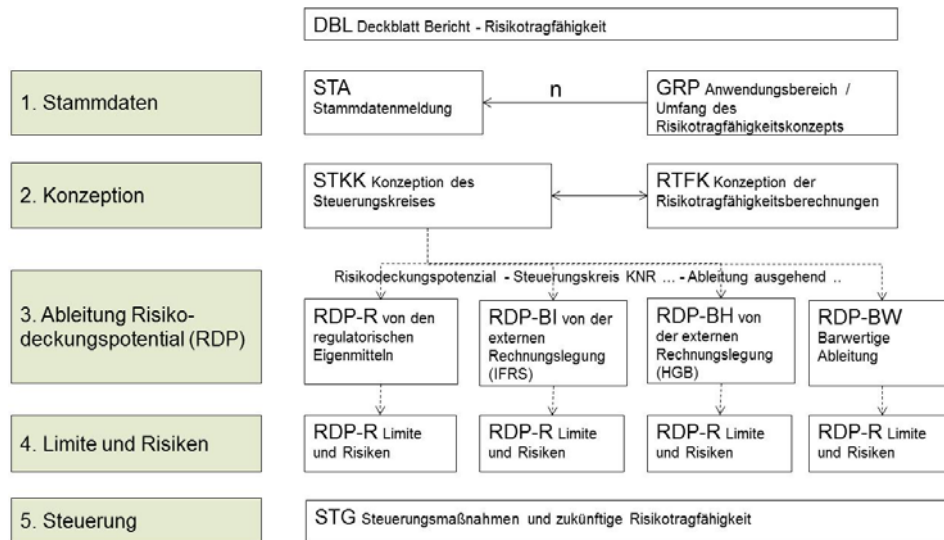 DBL Deckblatt Bericht - Risikotragfähigkeit
1. Stammdaten
STA
Stammdatenmeldung
n
GRP Anwendungsbereich /
Umfang des
Risikotragfähigkeitskonzepts
2. Konzeption
STKK Konzeption des
Steuerungskreises
RTFK Konzeption der
Risikotragfähigkeitsberechnungen
Risikodeckungspotenzial - Steuerungskreis KNR ... - Ableitung ausgehend ..
3. Ableitung Risiko-
deckungspotential (RDP)
RDP-R von den
regulatorischen
Eigenmitteln
RDP-BI von der
externen
Rechnungslegung
(IFRS)
RDP-BH von
der externen
Rechnungslegung
(HGB)
RDP-BW
Barwertige
Ableitung
4. Limite und Risiken
RDP-R Limite
und Risiken
RDP-R Limite
und Risiken
RDP-R Limite
und Risiken
RDP-R Limite
und Risiken
5. Steuerung
STG Steuerungsmaßnahmen und zukünftige Risikotragfähigkeit